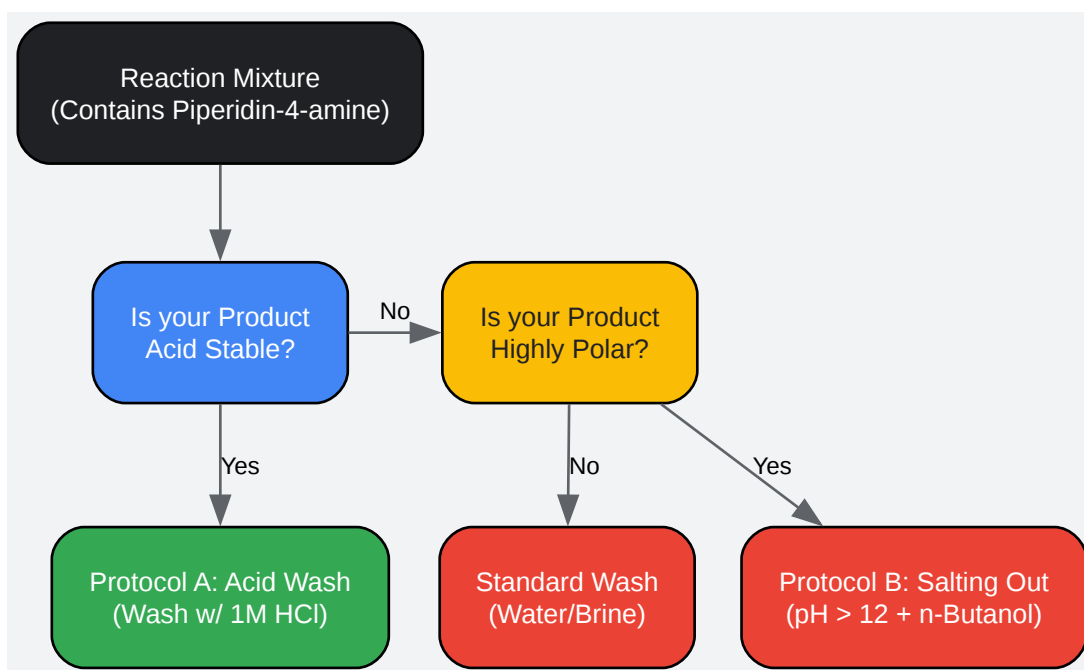 Reaction Mixture
(Contains Piperidin-4-amine)
Is your Product
Acid Stable?
No
Is your Product
Highly Polar?
Yes
No
Yes
Protocol A: Acid Wash
(Wash w/ 1M HCl)
Standard Wash
(Water/Brine)
Protocol B: Salting Out
(pH > 12 + n-Butanol)